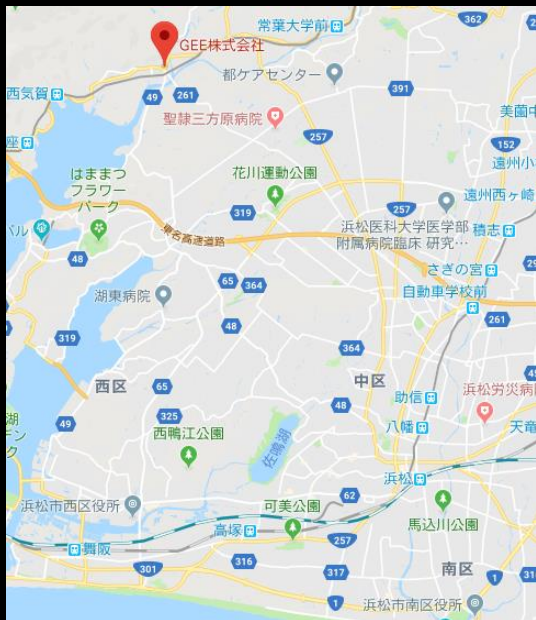 常葉大学前
362
GEE株式会社
都ケアセンター
西気賀
49
261
391
美薗中
聖隷三方原病院
257
152
遠州小
はままつ
フラワー
パーク
花川運動公園
遠州西ヶ崎
319
257
バル
浜松医科大学医学部
附属病院臨床 研究…
積志
東名高速道路
48
さぎの宮
65
364
自動車学校前
湖東病院
48
261
319
364
西区
65
中区
助信
浜松労災病
48
49
325
八幡
天竜
西鴨江公園
佐鳴湖
湖
デン
ク
浜松
62
可美公園
浜松市西区役所
馬込川公園
高塚
257
舞阪
316
301
317
南区
1
1
浜松市南区役所